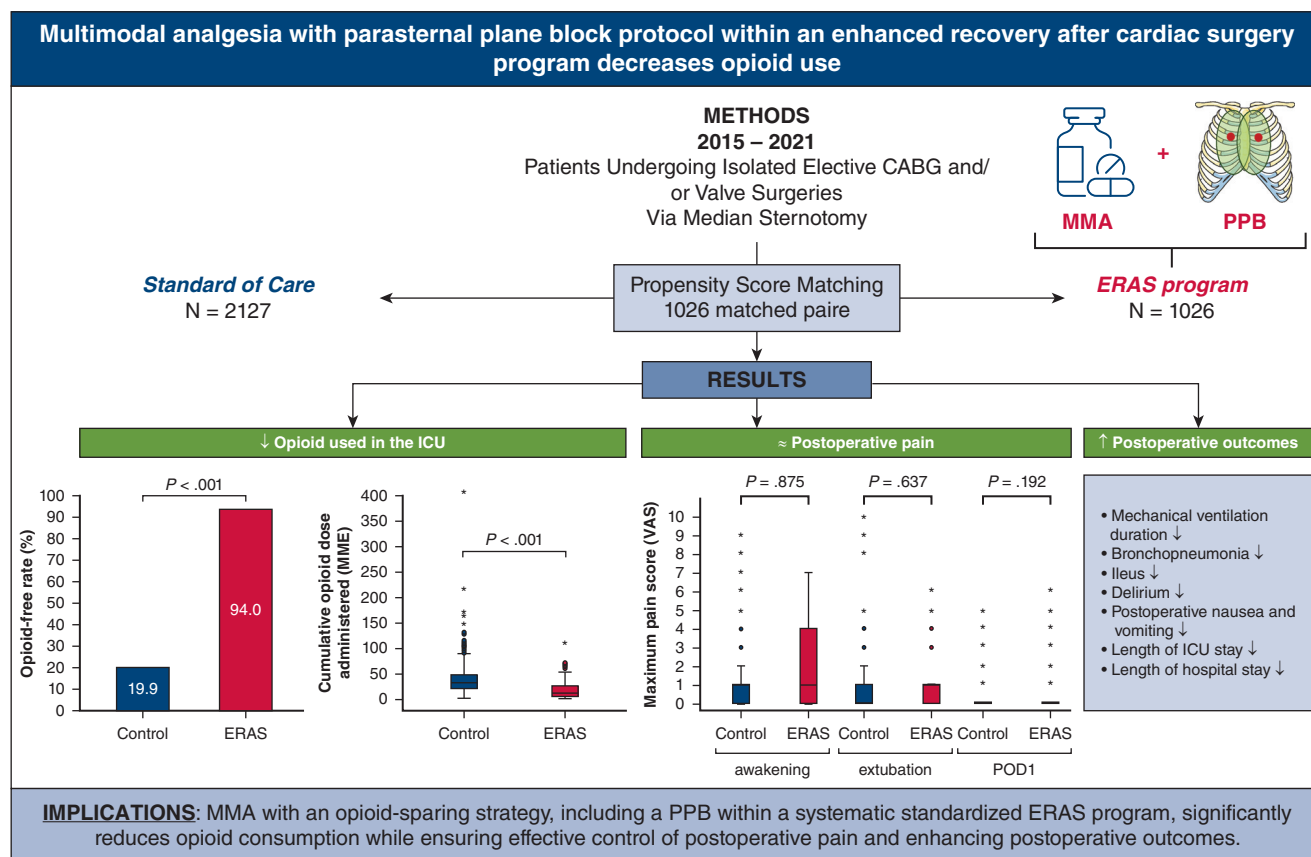 Multimodal analgesia with parasternal plane block protocol within an enhanced recovery after cardiac surgery
program decreases opioid use
METHODS
2015 – 2021
Patients Undergoing Isolated Elective CABG and/
or Valve Surgeries
Via Median Sternotomy
+
MMA
PPB
Standard of Care
N = 2127
Propensity Score Matching
1026 matched paire
ERAS program
N = 1026
RESULTS
↓ Opioid used in the ICU
≈ Postoperative pain
↑ Postoperative outcomes
Opioid-free rate (%)
100
90
80
70
60
50
40
30
20
10
0
P < .001
19.9
94.0
Control
ERAS
Cumulative opioid dose
administered (MME)
400
350
300
250
200
150
100
50
0
P < .001
Control
ERAS
Maximum pain score (VAS)
10
9
8
7
6
5
4
3
2
1
0
P = .875
P = .637
P = .192
Control
ERAS
Control
ERAS
Control
ERAS
awakening
extubation
POD1
• Mechanical ventilation
duration ↓
• Bronchopneumonia ↓
• Ileus ↓
• Delirium ↓
• Postoperative nausea and
vomiting ↓
• Length of ICU stay ↓
• Length of hospital stay ↓
IMPLICATIONS: MMA with an opioid-sparing strategy, including a PPB within a systematic standardized ERAS program, significantly
reduces opioid consumption while ensuring effective control of postoperative pain and enhancing postoperative outcomes.